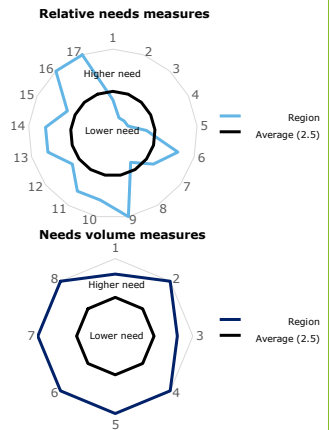 Relative needs measures
1
17
2
16
Higher need
3
15
4
14
Lower need
5
13
6
12
7
11
8
10
9
Region
Average (2.5)
Needs volume measures
1
8
2
Higher need
7
Lower need
3
6
4
5
Region
Average (2.5)